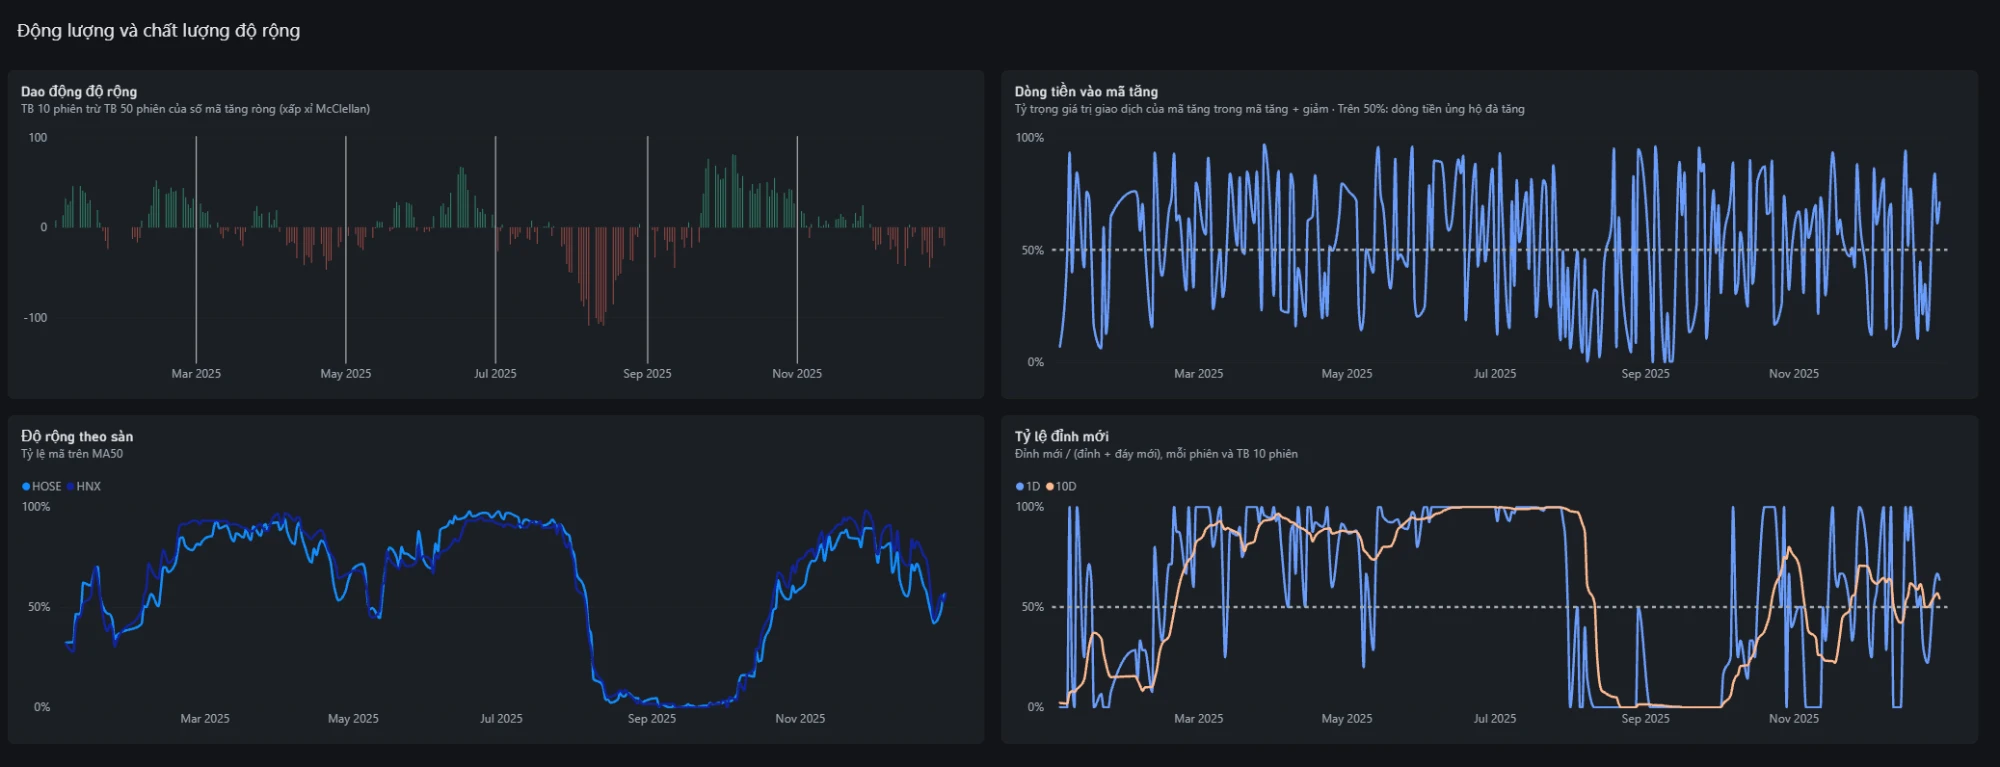 Động lượng và chất lượng độ rộng
Dao động độ rộng
TB 10 phiên trừ TB 50 phiên của số mã tăng ròng (xấp xỉ McClellan)
100
0
-100
Mar 2025 May 2025 Jul 2025 Sep 2025 Nov 2025
Dòng tiền vào mã tăng
Tỷ trọng giá trị giao dịch của mã tăng trong mã tăng + giảm · Trên 50%: dòng tiền ủng hộ đà tăng
100%
50%
0%
Mar 2025 May 2025 Jul 2025 Sep 2025 Nov 2025
Độ rộng theo sàn
Tỷ lệ mã trên MA50
HOSE HNX
100%
50%
0%
Mar 2025 May 2025 Jul 2025 Sep 2025 Nov 2025
Tỷ lệ đỉnh mới
Đỉnh mới / (đỉnh + đáy mới), mỗi phiên và TB 10 phiên
1D 10D
100%
50%
0%
Mar 2025 May 2025 Jul 2025 Sep 2025 Nov 2025